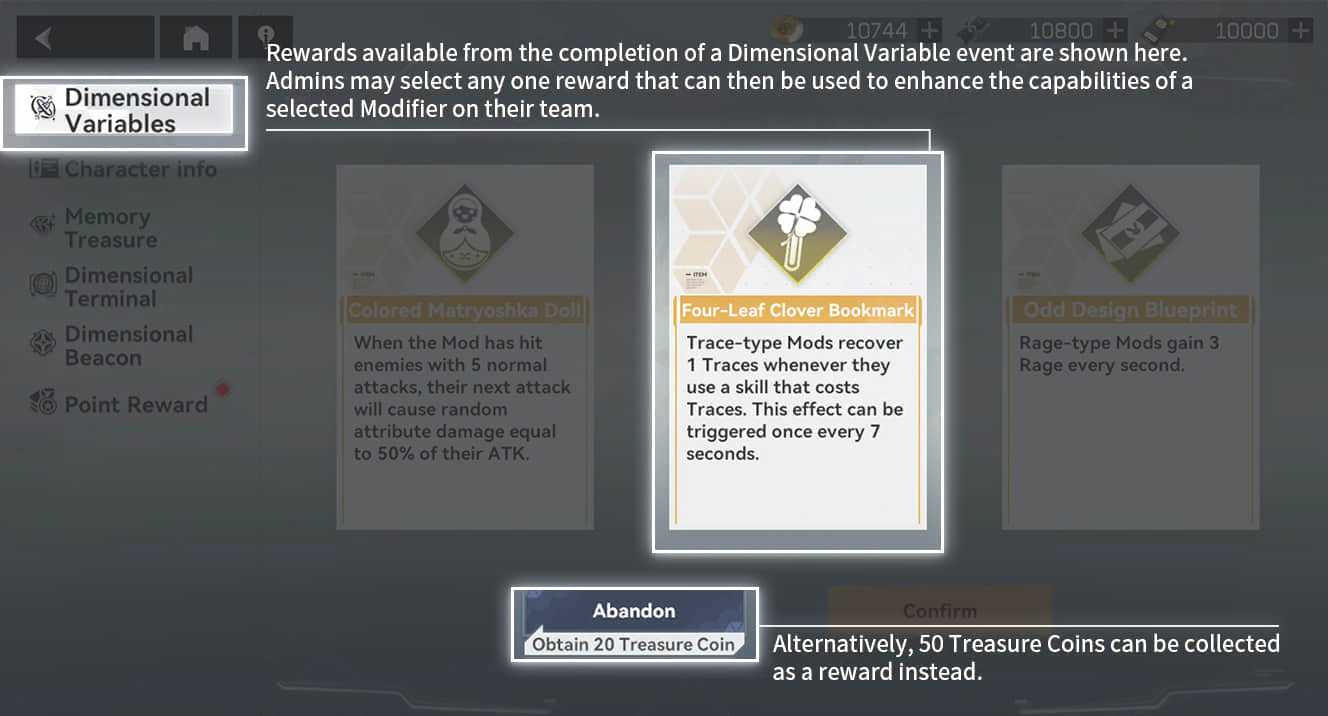 10744
10800
10000
Rewards available from the completion of a Dimensional Variable event are shown here.
Admins may select any one reward that can then be used to enhance the capabilities of a
selected Modifier on their team.
Dimensional
Variables
Character info
Memory
Treasure
Dimensional
Terminal
Dimensional
Beacon
Point Reward
ITEM
Colored Matryoshka Doll
When the Mod has hit
enemies with 5 normal
attacks, their next attack
will cause random
attribute damage equal
to 50% of their ATK.
ITEM
Four-Leaf Clover Bookmark
Trace-type Mods recover
1 Traces whenever they
use a skill that costs
Traces. This effect can be
triggered once every 7
seconds.
ITEM
Odd Design Blueprint
Rage-type Mods gain 3
Rage every second.
Abandon
Obtain 20 Treasure Coin
Confirm
Alternatively, 50 Treasure Coins can be collected
as a reward instead.